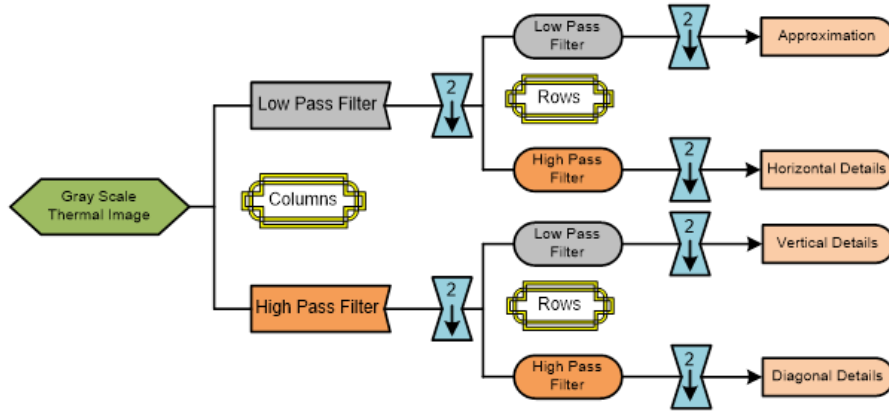 Low Pass
Filter
2
Approximation
Low Pass Filter
2
Rows
High Pass
Filter
2
Horizontal Details
Gray Scale
Thermal Image
Columns
Low Pass
Filter
2
Vertical Details
High Pass Filter
2
Rows
High Pass
Filter
2
Diagonal Details